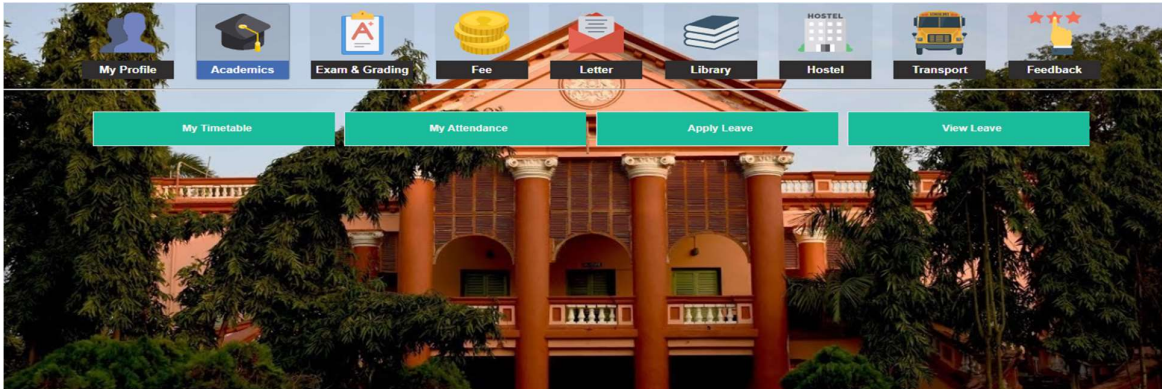 HOSTEL
My Profile
Academics
Exam & Grading
Fee
Letter
Library
Hostel
Transport
Feedback
My Timetable
My Attendance
Apply Leave
View Leave